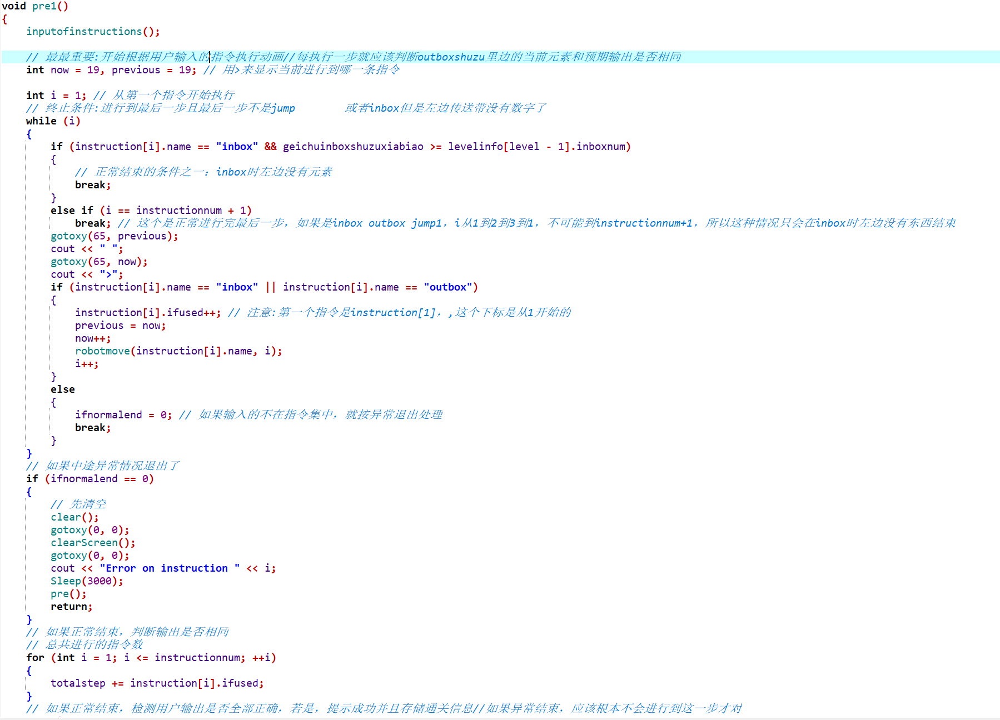 void pre1()
{
    inputofinstructions();

    // 最最重要:开始根据用户输入的指令执行动画//每执行一步就应该判断outboxshuzu里边的当前元素和预期输出是否相同
    int now = 19, previous = 19; // 用>来显示当前进行到哪一条指令

    int i = 1; // 从第一个指令开始执行
    // 终止条件:进行到最后一步且最后一步不是jump        或者inbox但是左边传送带没有数字了
    while (i)
    {
        if (instruction[i].name == "inbox" && geichuinboxshuzuxiabiao >= levelinfo[level - 1].inboxnum)
        {
            // 正常结束的条件之一：inbox时左边没有元素
            break;
        }
        else if (i == instructionnum + 1)
            break; // 这个是正常进行完最后一步，如果是inbox outbox jump1，i从1到2到3到1，不可能到instructionnum+1，所以这种情况只会在inbox时左边没有东西结束
        gotoxy(65, previous);
        cout << " ";
        gotoxy(65, now);
        cout << ">";
        if (instruction[i].name == "inbox" || instruction[i].name == "outbox")
        {
            instruction[i].ifused++; // 注意:第一个指令是instruction[1]，,这个下标是从1开始的
            previous = now;
            now++;
            robotmove(instruction[i].name, i);
            i++;
        }
        else
        {
            ifnormalend = 0; // 如果输入的不在指令集中，就按异常退出处理
            break;
        }
    }
    // 如果中途异常情况退出了
    if (ifnormalend == 0)
    {
        // 先清空
        clear();
        gotoxy(0, 0);
        clearScreen();
        gotoxy(0, 0);
        cout << "Error on instruction " << i;
        Sleep(3000);
        pre();
        return;
    }
    // 如果正常结束，判断输出是否相同
    // 总共进行的指令数
    for (int i = 1; i <= instructionnum; ++i)
    {
        totalstep += instruction[i].ifused;
    }
    // 如果正常结束，检测用户输出是否全部正确，若是，提示成功并且存储通关信息//如果异常结束，应该根本不会进行到这一步才对